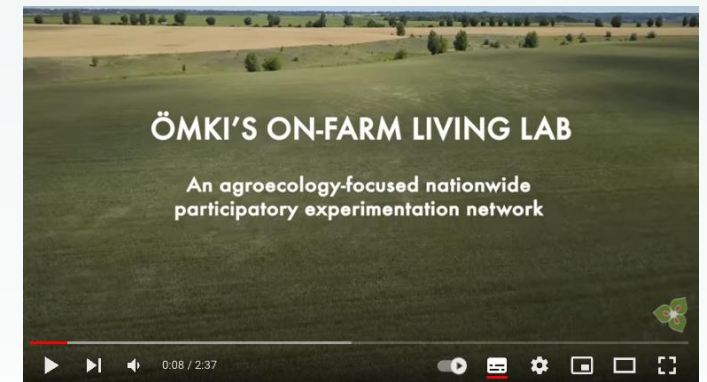 ÖMKI'S ON-FARM LIVING LAB
An agroecology-focused nationwide
participatory experimentation network
0:08 / 2:37